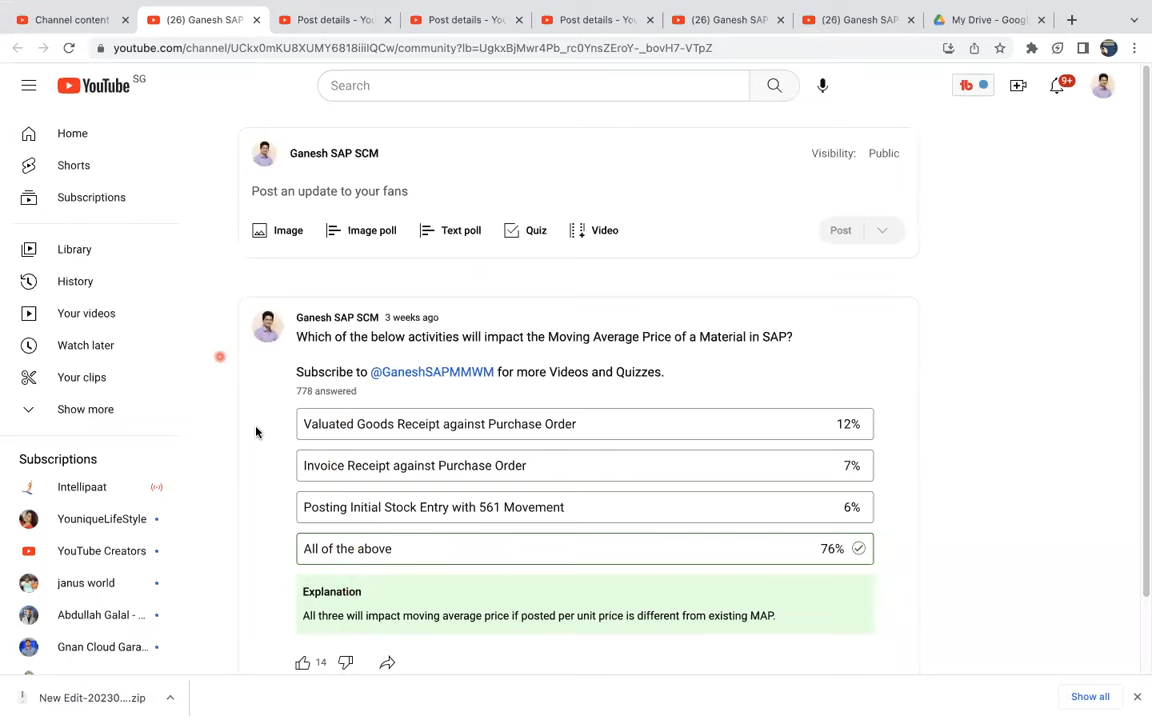 Channel content
(26) Ganesh SAP
Post details - You
Post details - You
Post details - You
(26) Ganesh SAP
(26) Ganesh SAP
My Drive - Goog
youtube.com/channel/UCkx0mKU8XUMY6818iiiIQCw/community?lb=UgkxBjMwr4Pb_rc0YnsZEroY-_bovH7-VTpZ
YouTube SG
Search
tb
9+
Home
Shorts
Subscriptions
Library
History
Your videos
Watch later
Your clips
Show more
Subscriptions
Intellipaat
YouniqueLifeStyle
YouTube Creators
janus world
Abdullah Galal - ...
Gnan Cloud Gara...
Ganesh SAP SCM
Visibility: Public
Post an update to your fans
Image
Image poll
Text poll
Quiz
Video
Post
Ganesh SAP SCM 3 weeks ago
Which of the below activities will impact the Moving Average Price of a Material in SAP?
Subscribe to @GaneshSAPMMWM for more Videos and Quizzes.
778 answered
Valuated Goods Receipt against Purchase Order 12%
Invoice Receipt against Purchase Order 7%
Posting Initial Stock Entry with 561 Movement 6%
All of the above 76%
Explanation
All three will impact moving average price if posted per unit price is different from existing MAP.
14
New Edit-20230....zip
Show all